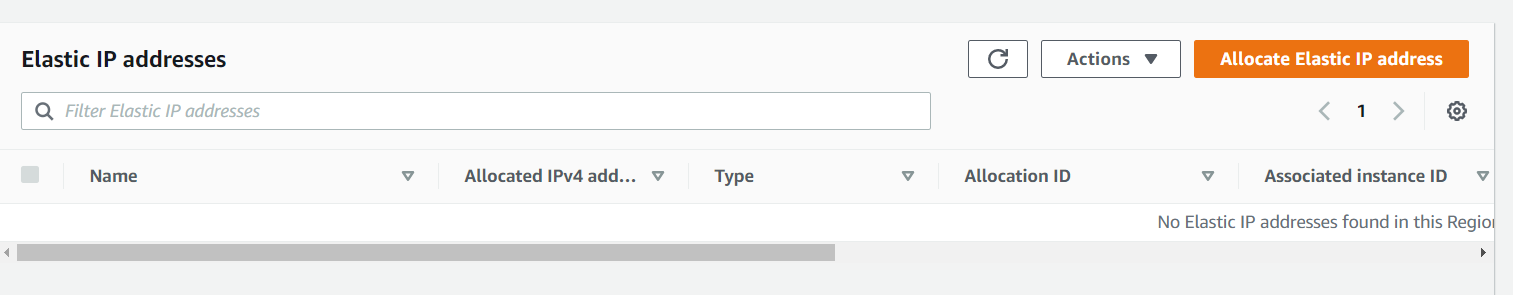 Elastic IP addresses
Actions
Allocate Elastic IP address
Filter Elastic IP addresses
1
Name Allocated IPv4 add... Type Allocation ID Associated instance ID
No Elastic IP addresses found in this Regio